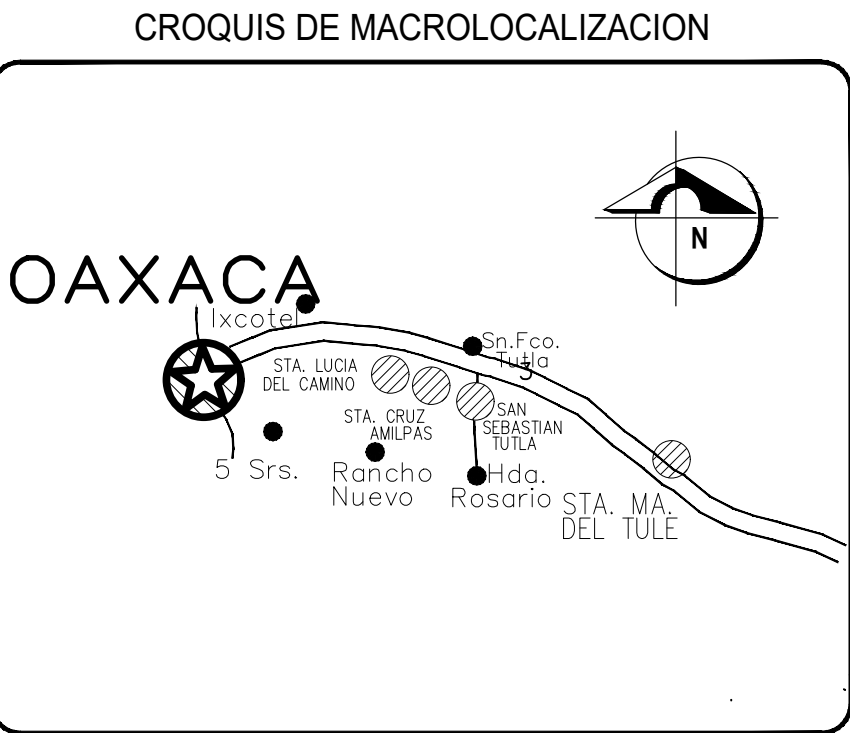 CROQUIS DE MACROLOCALIZACION
N
OAXACA
Ixcotel
Sn.Fco.
Tutla
3
STA. LUCIA
DEL CAMINO
STA. CRUZ
AMILPAS
SAN
SEBASTIAN
TUTLA
5 Srs.
Rancho
Nuevo
Hda.
Rosario
STA. MA.
DEL TULE